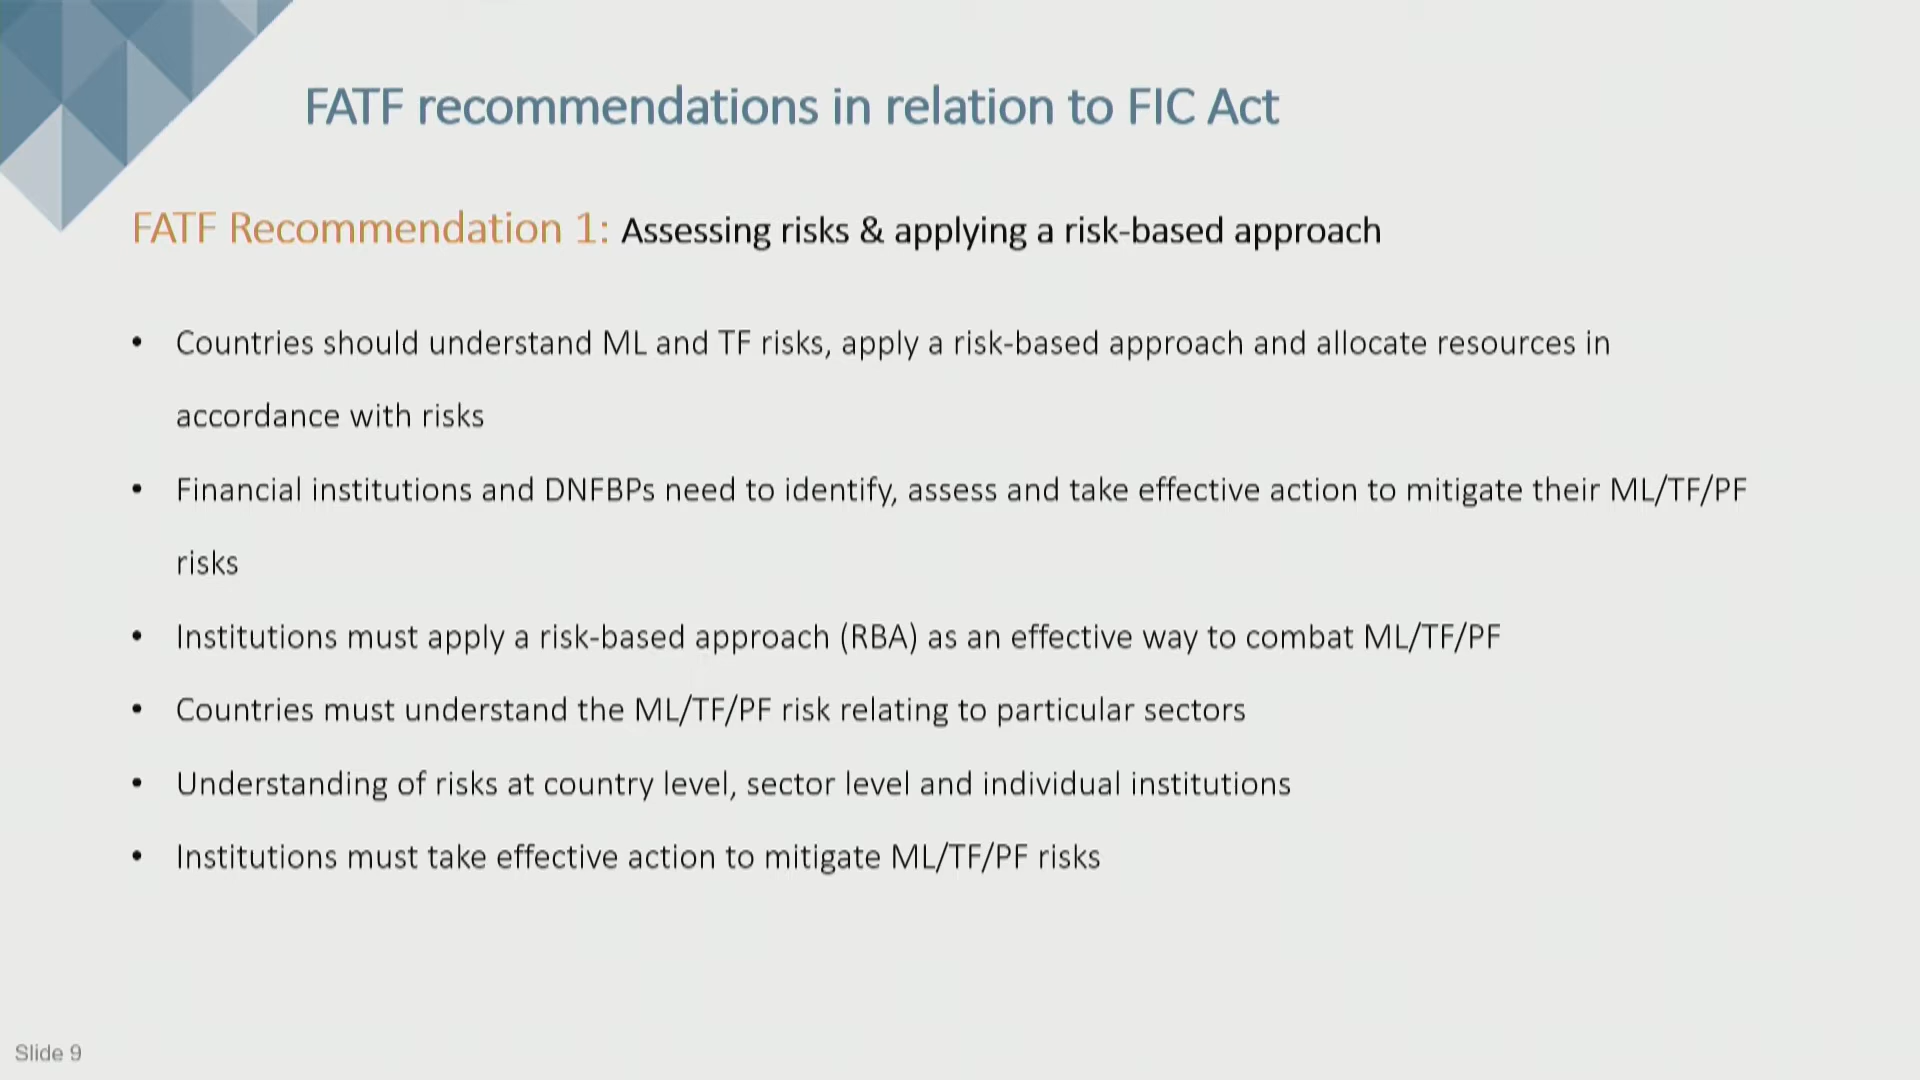 FATF recommendations in relation to FIC Act
FATF Recommendation 1: Assessing risks & applying a risk-based approach
• Countries should understand ML and TF risks, apply a risk-based approach and allocate resources in
accordance with risks
• Financial institutions and DNFBPs need to identify, assess and take effective action to mitigate their ML/TF/PF
risks
• Institutions must apply a risk-based approach (RBA) as an effective way to combat ML/TF/PF
• Countries must understand the ML/TF/PF risk relating to particular sectors
• Understanding of risks at country level, sector level and individual institutions
• Institutions must take effective action to mitigate ML/TF/PF risks
Slide 9